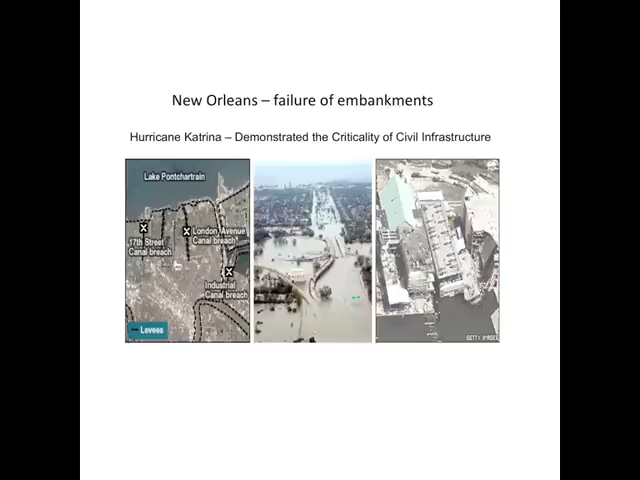 New Orleans – failure of embankments
Hurricane Katrina – Demonstrated the Criticality of Civil Infrastructure
Lake Pontchartrain
17th Street
Canal breach
London Avenue
Canal breach
Industrial
Canal breach
Levees
GETTY IMAGES